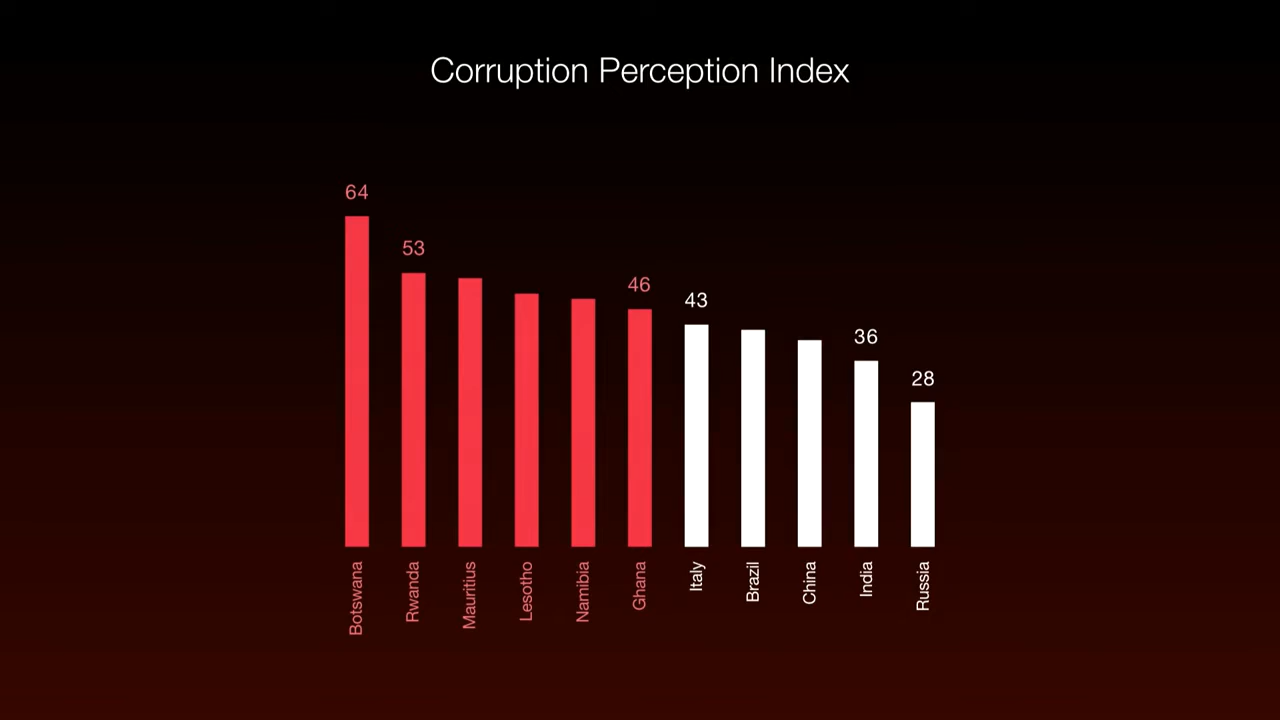 Corruption Perception Index
64
53
46
43
36
28
Botswana
Rwanda
Mauritius
Lesotho
Namibia
Ghana
Italy
Brazil
China
India
Russia